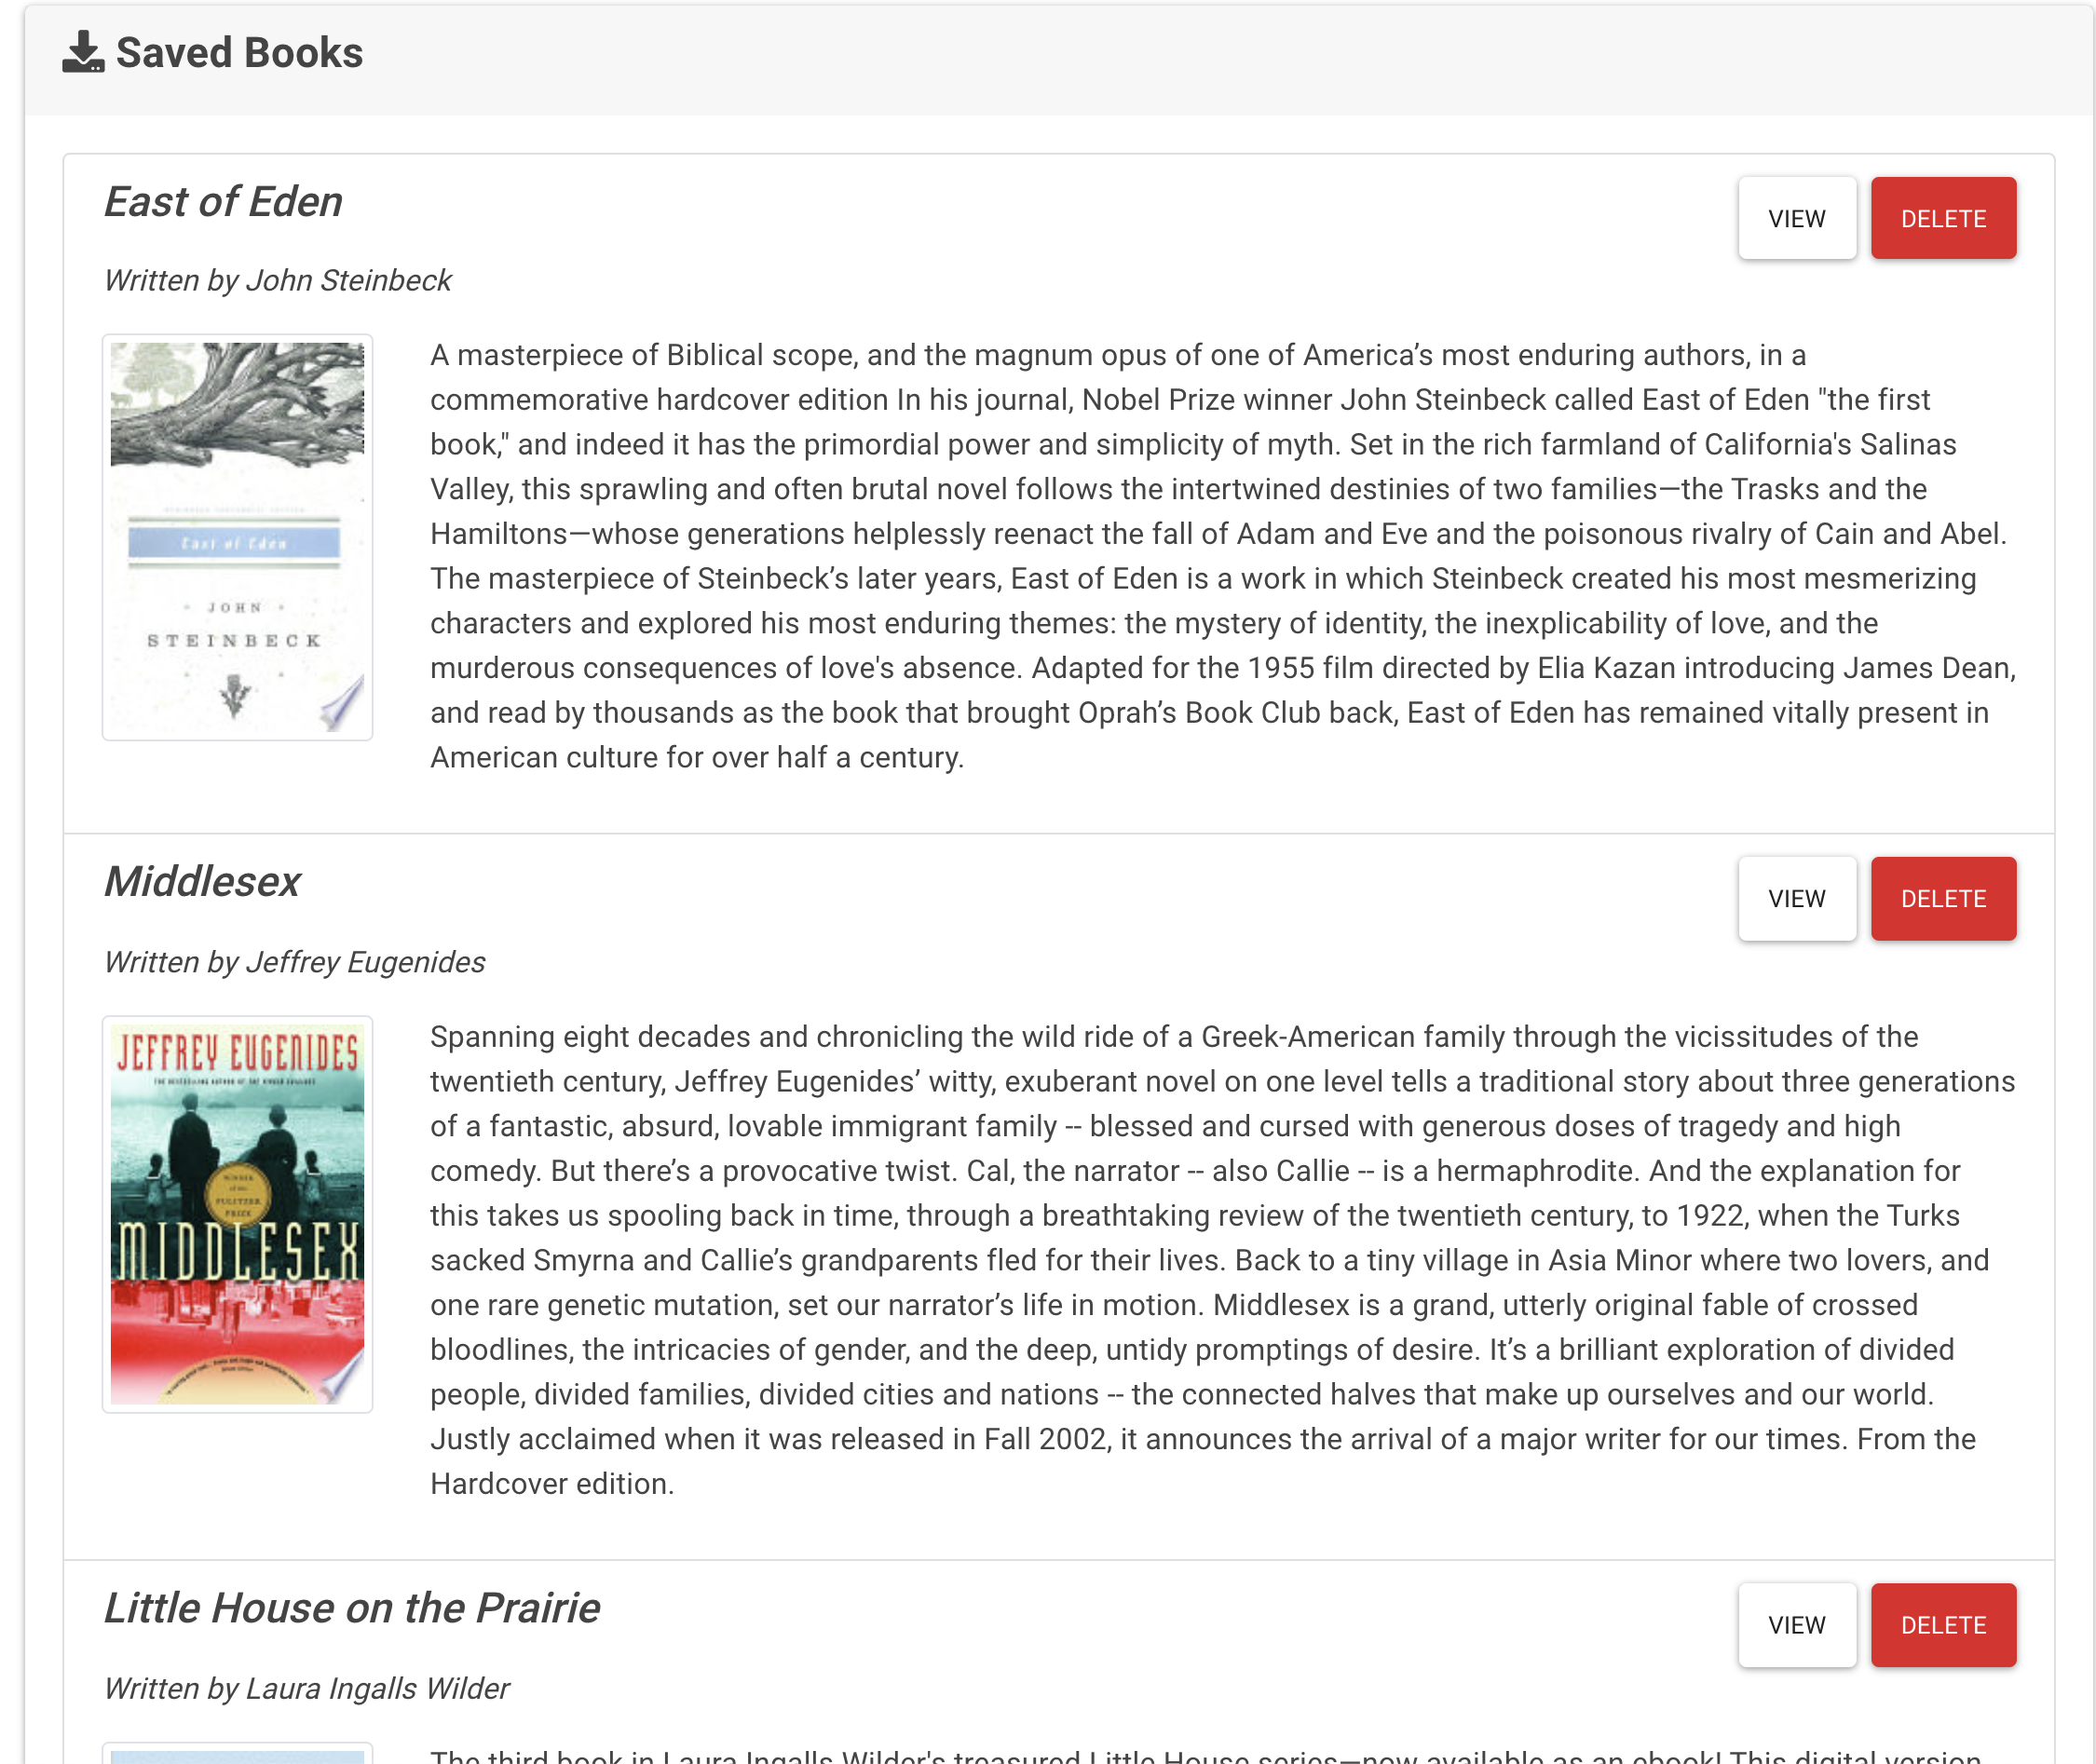 Saved Books
East of Eden
VIEW
DELETE
Written by John Steinbeck
East of Eden
JOHN
STEINBECK
A masterpiece of Biblical scope, and the magnum opus of one of America’s most enduring authors, in a
commemorative hardcover edition In his journal, Nobel Prize winner John Steinbeck called East of Eden "the first
book," and indeed it has the primordial power and simplicity of myth. Set in the rich farmland of California's Salinas
Valley, this sprawling and often brutal novel follows the intertwined destinies of two families—the Trasks and the
Hamiltons—whose generations helplessly reenact the fall of Adam and Eve and the poisonous rivalry of Cain and Abel.
The masterpiece of Steinbeck’s later years, East of Eden is a work in which Steinbeck created his most mesmerizing
characters and explored his most enduring themes: the mystery of identity, the inexplicability of love, and the
murderous consequences of love's absence. Adapted for the 1955 film directed by Elia Kazan introducing James Dean,
and read by thousands as the book that brought Oprah’s Book Club back, East of Eden has remained vitally present in
American culture for over half a century.
Middlesex
VIEW
DELETE
Written by Jeffrey Eugenides
JEFFREY EUGENIDES
WINNER
of the
PULITZER
PRIZE
MIDDLESEX
Spanning eight decades and chronicling the wild ride of a Greek-American family through the vicissitudes of the
twentieth century, Jeffrey Eugenides’ witty, exuberant novel on one level tells a traditional story about three generations
of a fantastic, absurd, lovable immigrant family -- blessed and cursed with generous doses of tragedy and high
comedy. But there’s a provocative twist. Cal, the narrator -- also Callie -- is a hermaphrodite. And the explanation for
this takes us spooling back in time, through a breathtaking review of the twentieth century, to 1922, when the Turks
sacked Smyrna and Callie’s grandparents fled for their lives. Back to a tiny village in Asia Minor where two lovers, and
one rare genetic mutation, set our narrator’s life in motion. Middlesex is a grand, utterly original fable of crossed
bloodlines, the intricacies of gender, and the deep, untidy promptings of desire. It’s a brilliant exploration of divided
people, divided families, divided cities and nations -- the connected halves that make up ourselves and our world.
Justly acclaimed when it was released in Fall 2002, it announces the arrival of a major writer for our times. From the
Hardcover edition.
Little House on the Prairie
VIEW
DELETE
Written by Laura Ingalls Wilder
The third book in Laura Ingalls Wilder's treasured Little House series—now available as an ebook! This digital version